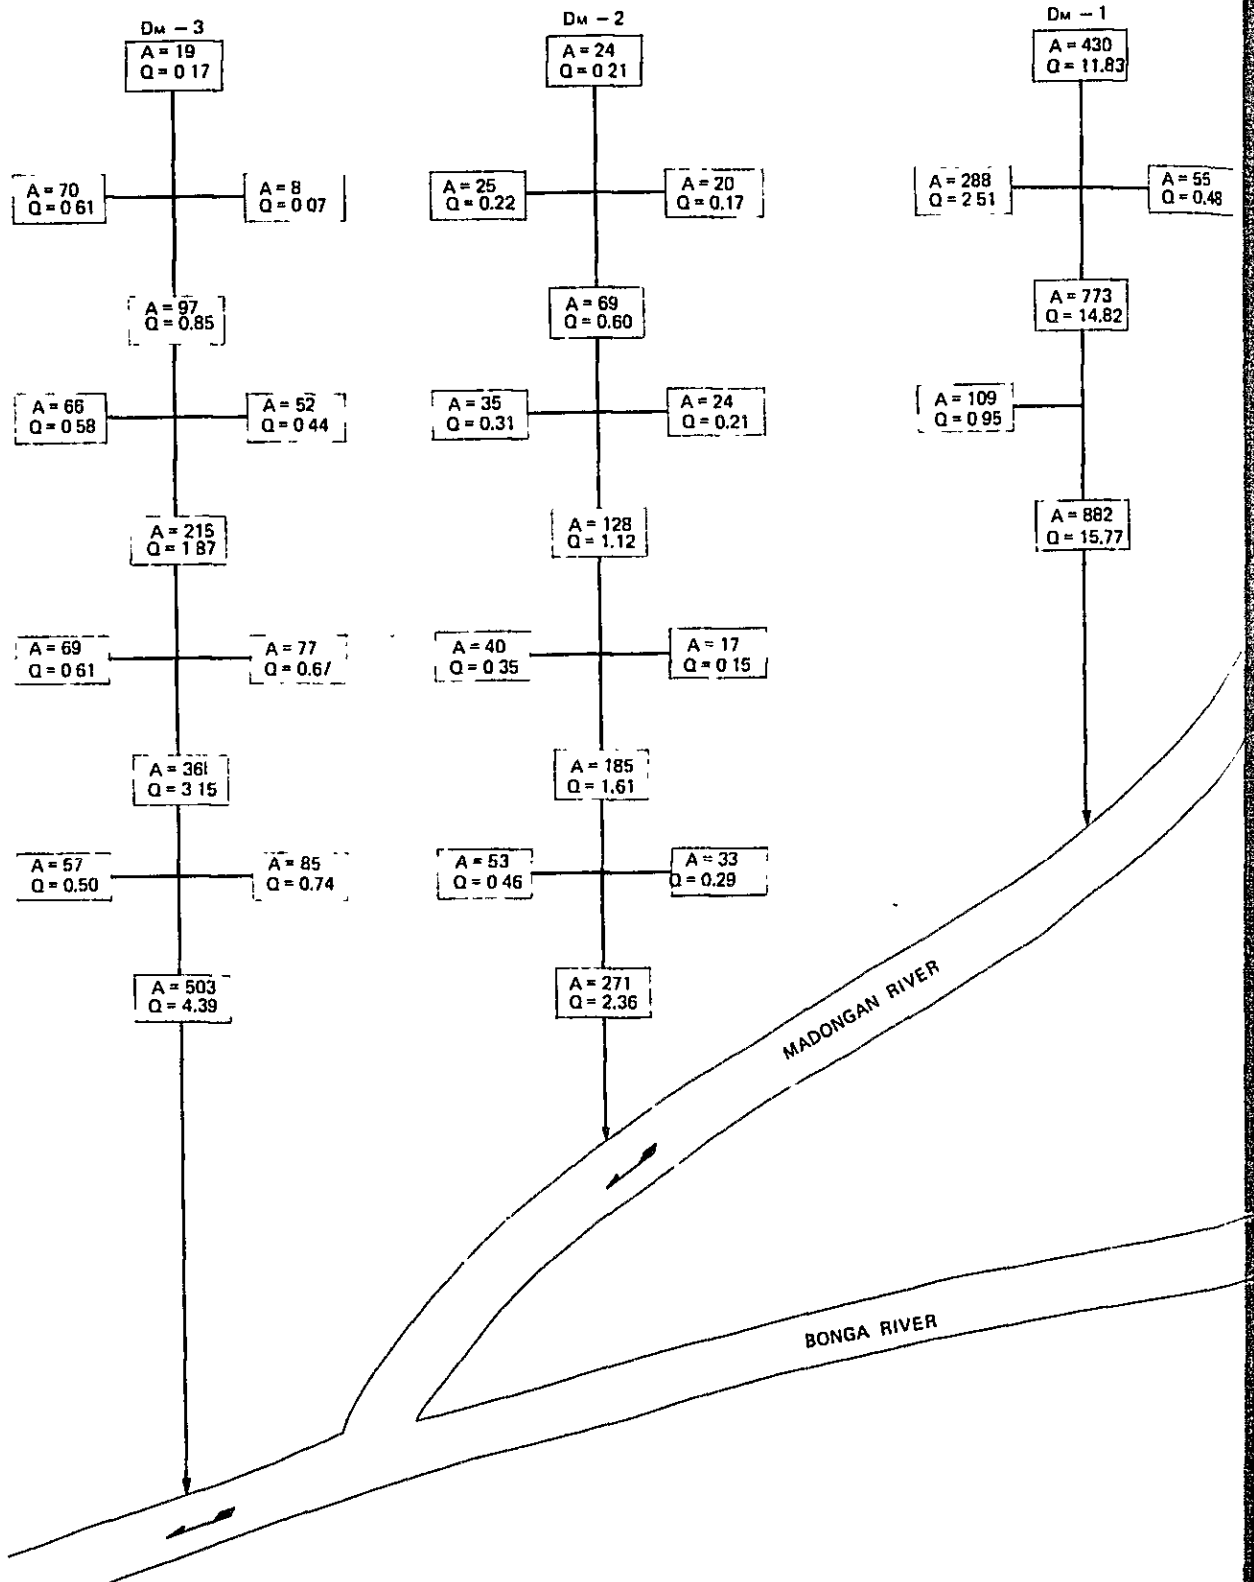 DM - 3
A = 19
Q = 0 17
A = 70
Q = 0 61
A = 8
Q = 0 07
A = 97
Q = 0.85
A = 66
Q = 0 58
A = 52
Q = 0 44
A = 215
Q = 1 87
A = 69
Q = 0 61
A = 77
Q = 0.67
A = 361
Q = 3 15
A = 57
Q = 0.50
A = 85
Q = 0.74
A = 503
Q = 4.39
DM - 2
A = 24
Q = 0 21
A = 25
Q = 0.22
A = 20
Q = 0.17
A = 69
Q = 0.60
A = 35
Q = 0.31
A = 24
Q = 0.21
A = 128
Q = 1.12
A = 40
Q = 0 35
A = 17
Q = 0 15
A = 185
Q = 1.61
A = 53
Q = 0 46
A = 33
Q = 0.29
A = 271
Q = 2.36
DM - 1
A = 430
Q = 11.83
A = 288
Q = 2 51
A = 55
Q = 0.48
A = 773
Q = 14.82
A = 109
Q = 0 95
A = 882
Q = 15.77
MADONGAN RIVER
BONGA RIVER